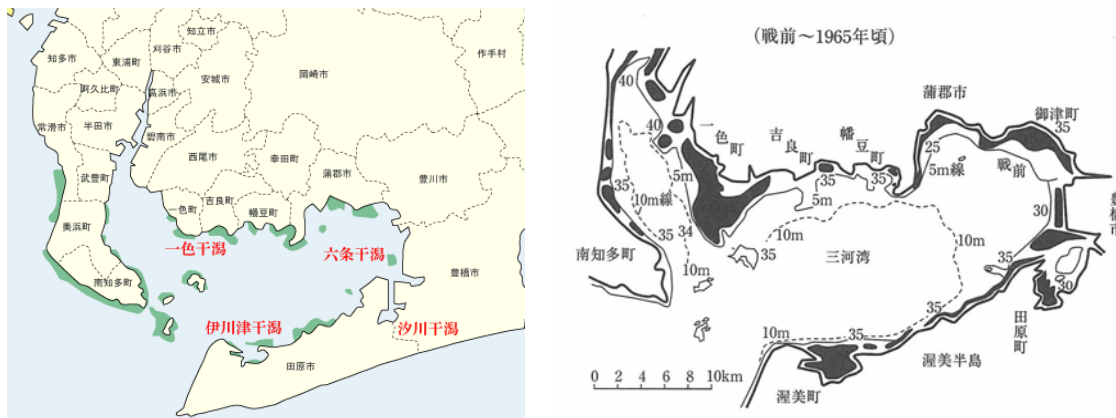 知立市
刈谷市
作手村
知多市
東浦町
岡崎市
安城市
阿久比町
高浜市
常滑市
半田市
碧南市
西尾市
幸田町
豊川市
蒲郡市
武豊町
一色町
吉良町
幡豆町
美浜町
一色干潟
六条干潟
豊橋市
南知多町
伊川津干潟
汐川干潟
田原市
(戦前～1965年頃)
40
蒲郡市
御津町
35
一色町
吉良町
幡豆町
40
25
5m線
戦前
5m
35
35
35
10m線
5m
30
豊橋市
34
35
10m
10m
南知多町
35
三河湾
35
10m
30
田原町
35
10m
35
渥美半島
0 2 4 6 8 10km
渥美町